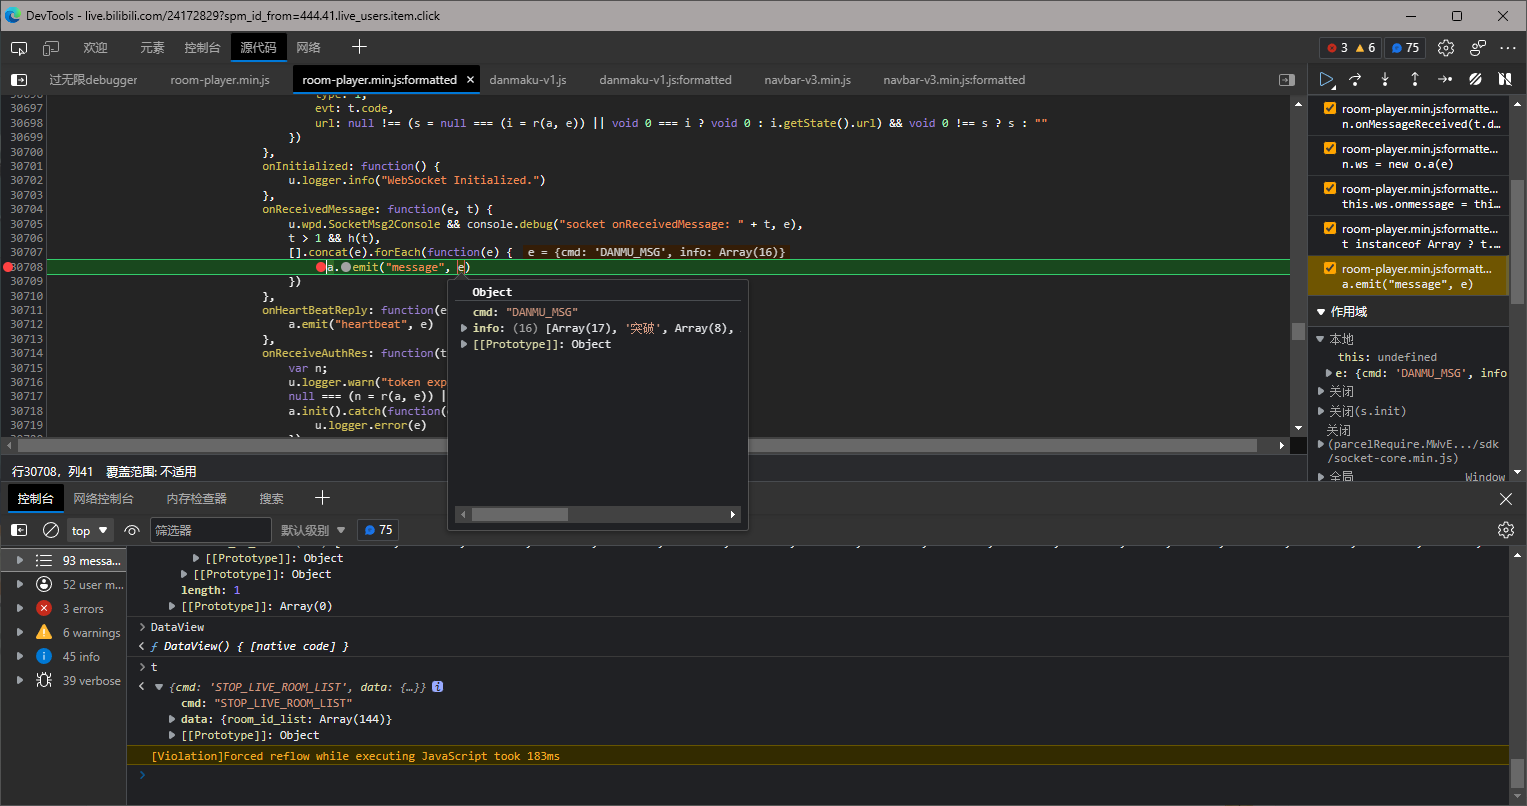 DevTools - live.bilibili.com/24172829?spm_id_from=444.41.live_users.item.click
欢迎 元素 控制台 源代码 网络 3 6 75
过无限debugger room-player.min.js room-player.min.js:formatted danmaku-v1.js danmaku-v1.js:formatted navbar-v3.min.js navbar-v3.min.js:formatted
30697 evt: t.code,
30698 url: null !== (s = null === (i = r(a, e)) || void 0 === i ? void 0 : i.getState().url) && void 0 !== s ? s : ""
30699 })
30700 },
30701 onInitialized: function() {
30702 u.logger.info("WebSocket Initialized.")
30703 },
30704 onReceivedMessage: function(e, t) {
30705 u.wpd.SocketMsg2Console && console.debug("socket onReceivedMessage: " + t, e),
30706 t > 1 && h(t),
30707 [].concat(e).forEach(function(e) { e = {cmd: 'DANMU_MSG', info: Array(16)}
30708 a.emit("message", e)
30709 })
30710 },
30711 onHeartBeatReply: function(e
30712 a.emit("heartbeat", e)
30713 },
30714 onReceiveAuthRes: function(t
30715 var n;
30716 u.logger.warn("token exp
30717 null === (n = r(a, e)) |
30718 a.init().catch(function(
30719 u.logger.error(e)
Object
cmd: "DANMU_MSG"
info: (16) [Array(17), '突破', Array(8),
[[Prototype]]: Object
行30708，列41 覆盖范围: 不适用
room-player.min.js:formatte...
n.onMessageReceived(t.d...
room-player.min.js:formatte...
n.ws = new o.a(e)
room-player.min.js:formatte...
this.ws.onmessage = thi...
room-player.min.js:formatte...
t instanceof Array ? t....
room-player.min.js:formatt...
a.emit("message", e)
作用域
本地
this: undefined
e: {cmd: 'DANMU_MSG', info
关闭
关闭(s.init)
关闭
(parcelRequire.MWvE.../sdk
/socket-core.min.js)
全局 Window
控制台 网络控制台 内存检查器 搜索
top 筛选器 默认级别 75
93 messa...
52 user m...
3 errors
6 warnings
45 info
39 verbose
[[Prototype]]: Object
[[Prototype]]: Object
length: 1
[[Prototype]]: Array(0)
DataView
ƒ DataView() { [native code] }
t
{cmd: 'STOP_LIVE_ROOM_LIST', data: {…}}
cmd: "STOP_LIVE_ROOM_LIST"
data: {room_id_list: Array(144)}
[[Prototype]]: Object
[Violation]Forced reflow while executing JavaScript took 183ms